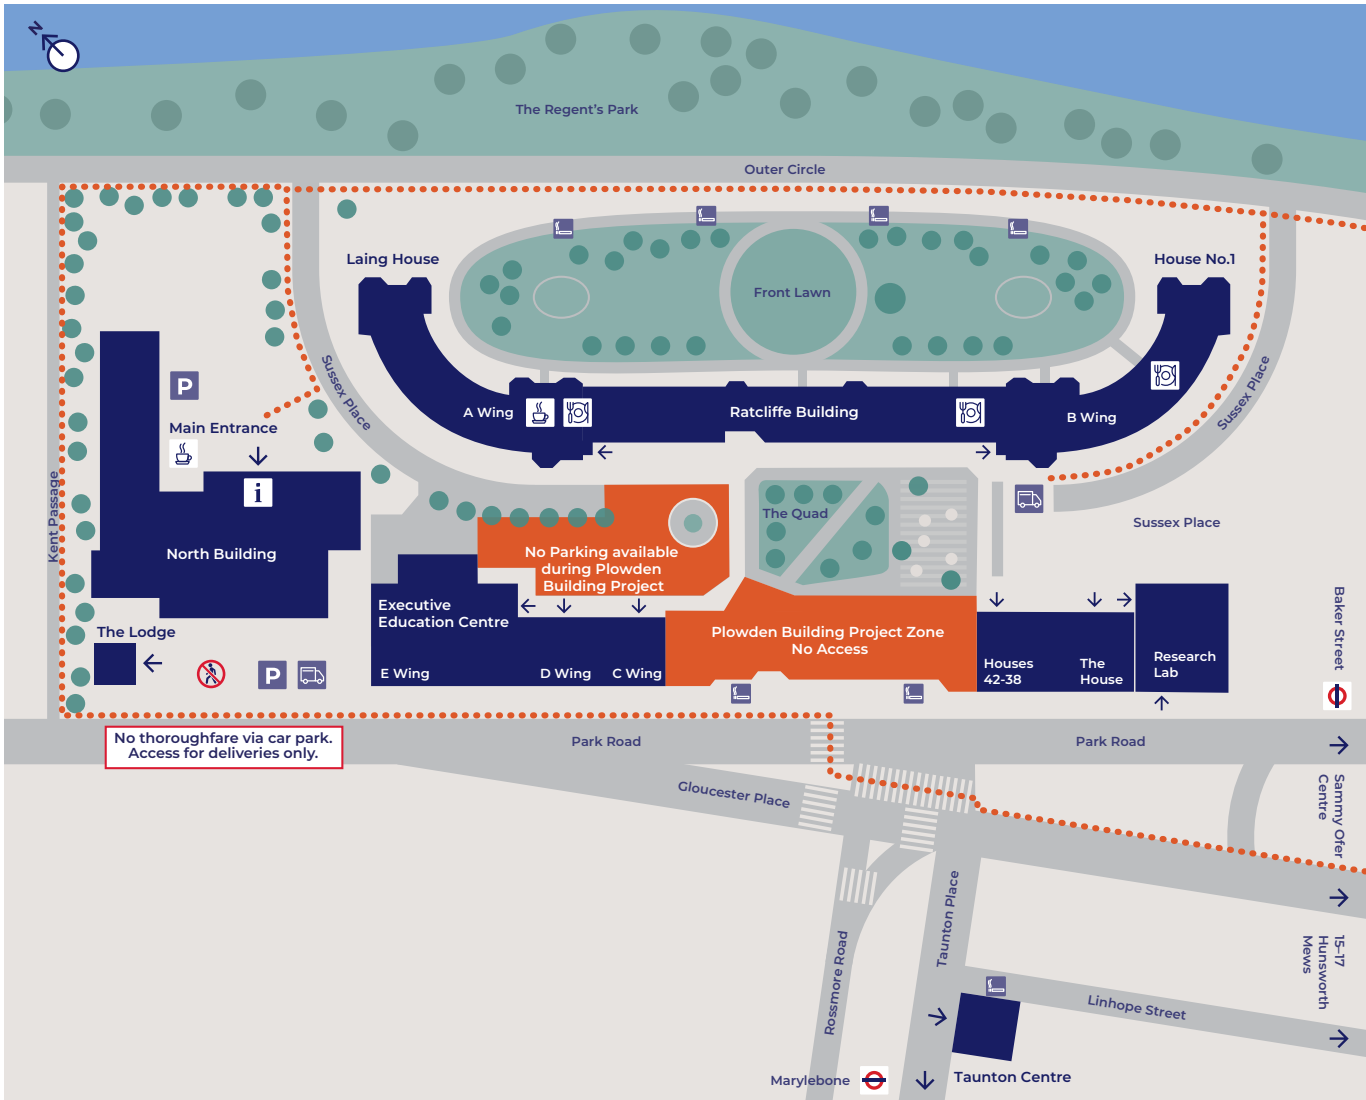 N
The Regent's Park
Outer Circle
Laing House
House No.1
Front Lawn
Sussex Place
Sussex Place
P
A Wing
Ratcliffe Building
B Wing
Main Entrance
i
Kent Passage
The Quad
Sussex Place
North Building
No Parking available
during Plowden
Building Project
Executive
Education Centre
The Lodge
Plowden Building Project Zone
No Access
E Wing
D Wing
C Wing
Houses
42-38
The
House
Research
Lab
Baker Street
P
No thoroughfare via car park.
Access for deliveries only.
Park Road
Park Road
Gloucester Place
Sammy Ofer
Centre
Taunton Place
Rossmore Road
15–17
Hunsworth
Mews
Linhope Street
Marylebone
Taunton Centre